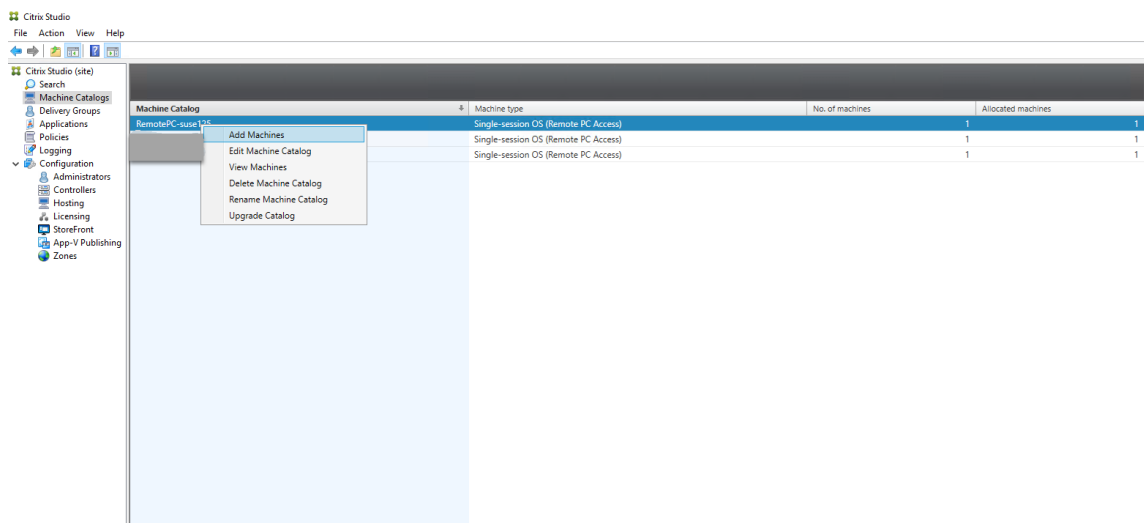 Citrix Studio
File Action View Help
Citrix Studio (site)
Search
Machine Catalogs
Delivery Groups
Applications
Policies
Logging
Configuration
Administrators
Controllers
Hosting
Licensing
StoreFront
App-V Publishing
Zones
Machine Catalog Machine type No. of machines Allocated machines
RemotePC-suse125 Single-session OS (Remote PC Access) 1 1
Single-session OS (Remote PC Access) 1 1
Single-session OS (Remote PC Access) 1 1
Add Machines
Edit Machine Catalog
View Machines
Delete Machine Catalog
Rename Machine Catalog
Upgrade Catalog